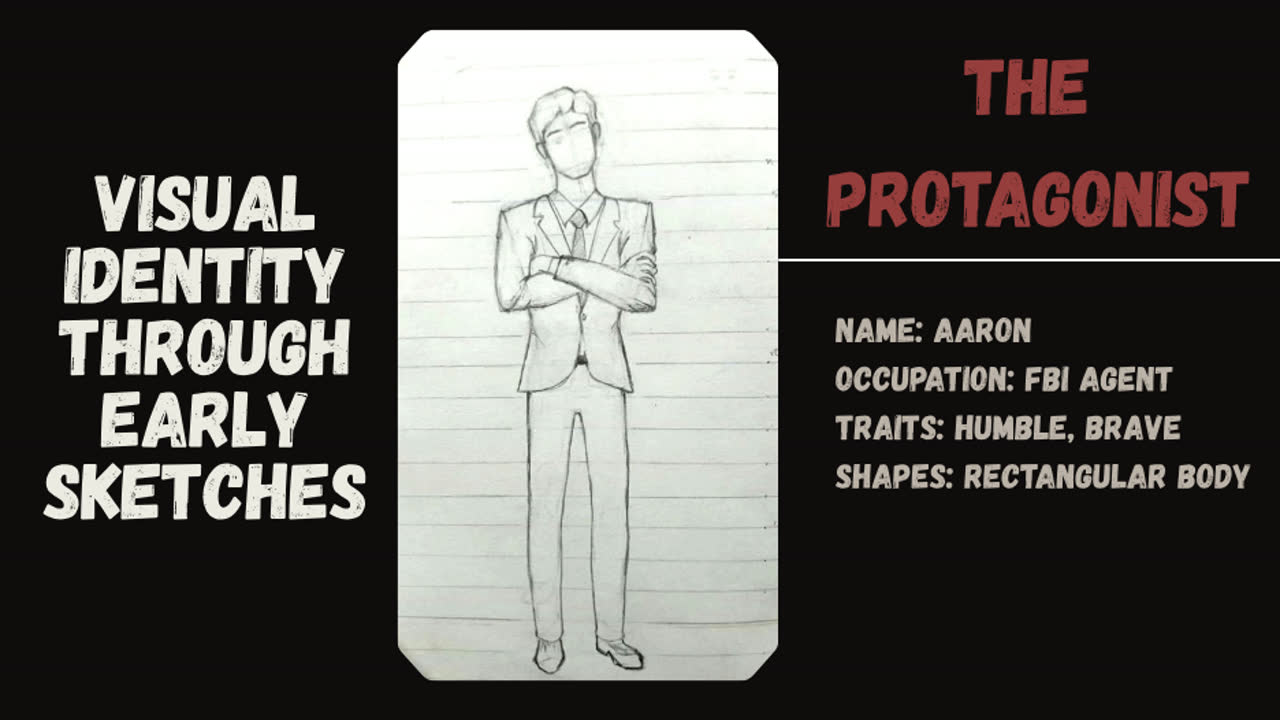 VISUAL
IDENTITY
THROUGH
EARLY
SKETCHES
THE
PROTAGONIST
NAME: AARON
OCCUPATION: FBI AGENT
TRAITS: HUMBLE, BRAVE
SHAPES: RECTANGULAR BODY